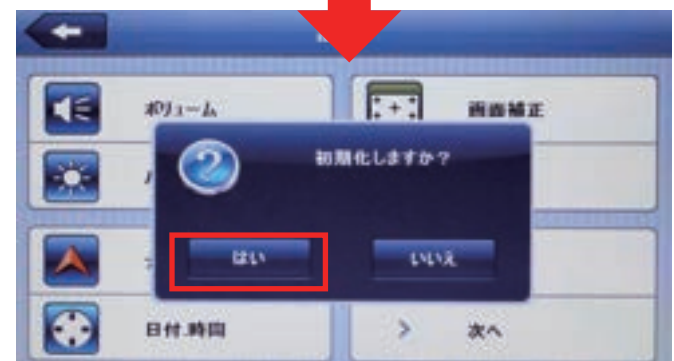 ボリューム
画面補正
初期化しますか？
はい
いいえ
日付.時間
次へ